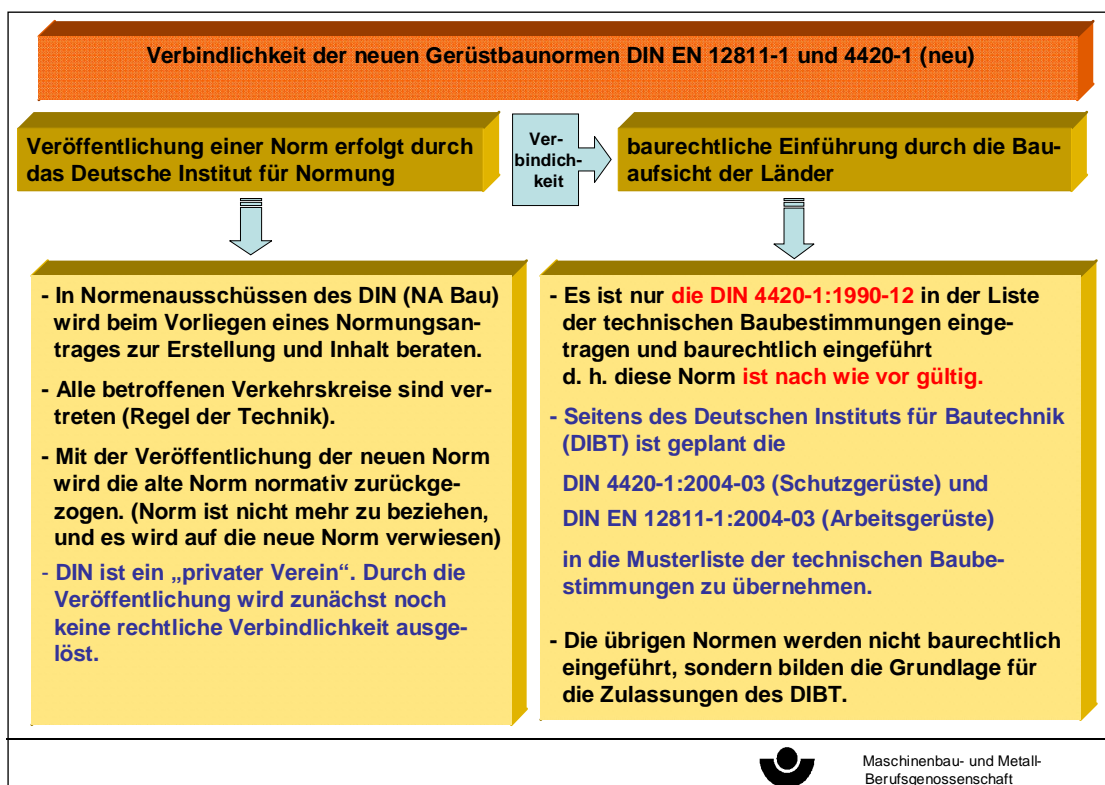 Verbindlichkeit der neuen Gerüstbaunormen DIN EN 12811-1 und 4420-1 (neu)
Veröffentlichung einer Norm erfolgt durch
das Deutsche Institut für Normung
Ver-
bindich-
keit
baurechtliche Einführung durch die Bau-
aufsicht der Länder
- In Normenausschüssen des DIN (NA Bau)
wird beim Vorliegen eines Normungsan-
trages zur Erstellung und Inhalt beraten.
- Alle betroffenen Verkehrskreise sind ver-
treten (Regel der Technik).
- Mit der Veröffentlichung der neuen Norm
wird die alte Norm normativ zurückge-
zogen. (Norm ist nicht mehr zu beziehen,
und es wird auf die neue Norm verwiesen)
- DIN ist ein „privater Verein“. Durch die
Veröffentlichung wird zunächst noch
keine rechtliche Verbindlichkeit ausge-
löst.
- Es ist nur die DIN 4420-1:1990-12 in der Liste
der technischen Baubestimmungen einge-
tragen und baurechtlich eingeführt
d. h. diese Norm ist nach wie vor gültig.
- Seitens des Deutschen Instituts für Bautechnik
(DIBT) ist geplant die
DIN 4420-1:2004-03 (Schutzgerüste) und
DIN EN 12811-1:2004-03 (Arbeitsgerüste)
in die Musterliste der technischen Baube-
stimmungen zu übernehmen.
- Die übrigen Normen werden nicht baurechtlich
eingeführt, sondern bilden die Grundlage für
die Zulassungen des DIBT.
Maschinenbau- und Metall-
Berufsgenossenschaft